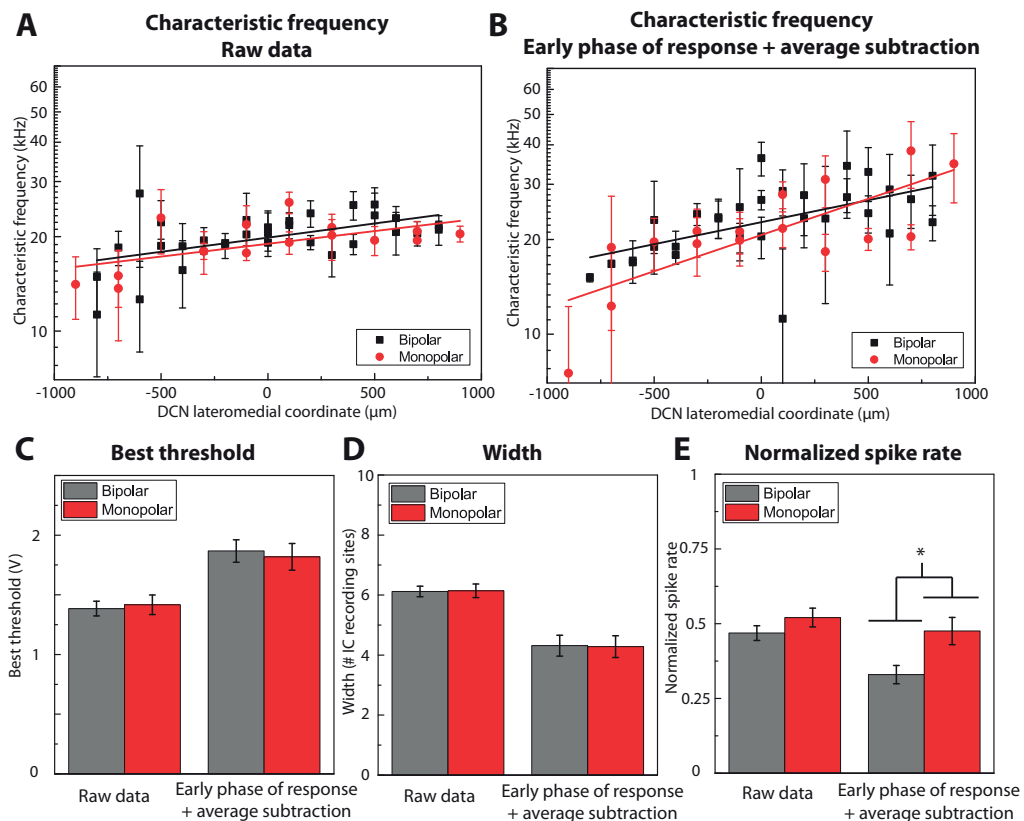 A
Characteristic frequency
Raw data
Characteristic frequency (kHz)
60
50
40
30
20
10
Bipolar
Monopolar
-1000
-500
0
500
1000
DCN lateromedial coordinate (µm)
B
Characteristic frequency
Early phase of response + average subtraction
Characteristic frequency (kHz)
60
50
40
30
20
10
Bipolar
Monopolar
-1000
-500
0
500
1000
DCN lateromedial coordinate (µm)
C
Best threshold
Best threshold (V)
2
1
0
Bipolar
Monopolar
Raw data
Early phase of response
+ average subtraction
D
Width
Width (# IC recording sites)
10
8
6
4
2
0
Bipolar
Monopolar
Raw data
Early phase of response
+ average subtraction
E
Normalized spike rate
Normalized spike rate
1
0.75
0.5
0.25
0
Bipolar
Monopolar
*
Raw data
Early phase of response
+ average subtraction